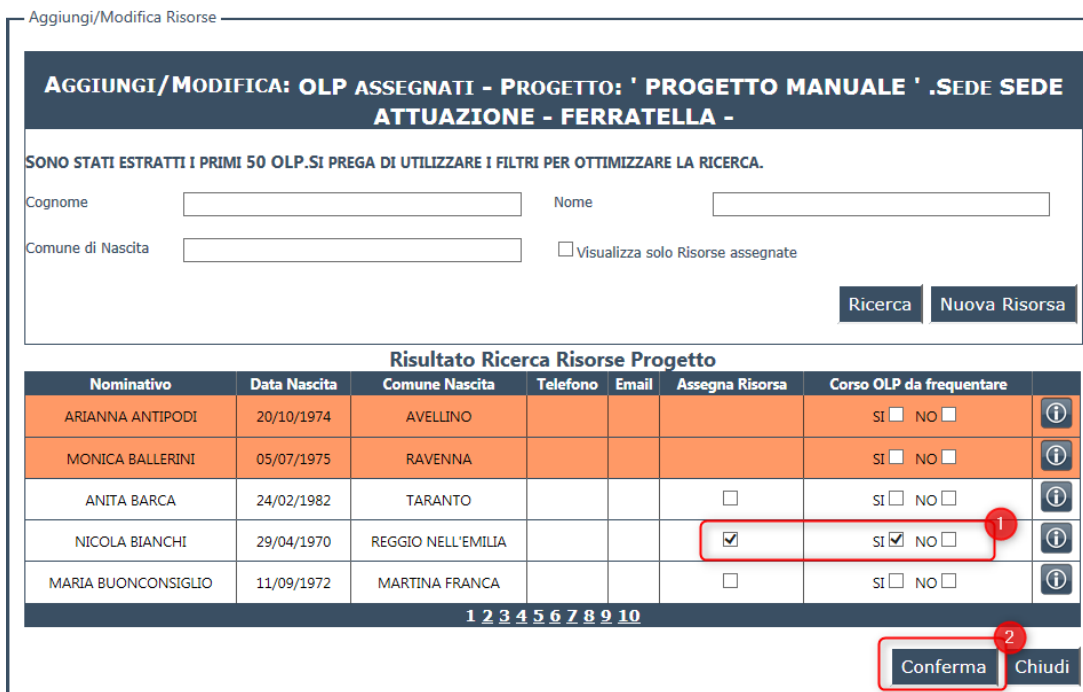 Aggiungi/Modifica Risorse
AGGIUNGI/MODIFICA: OLP ASSEGNATI - PROGETTO: ' PROGETTO MANUALE ' .SEDE SEDE
ATTUAZIONE - FERRATELLA -
SONO STATI ESTRATTI I PRIMI 50 OLP.SI PREGA DI UTILIZZARE I FILTRI PER OTTIMIZZARE LA RICERCA.
Cognome Nome
Comune di Nascita Visualizza solo Risorse assegnate
Ricerca Nuova Risorsa
Risultato Ricerca Risorse Progetto
Nominativo Data Nascita Comune Nascita Telefono Email Assegna Risorsa Corso OLP da frequentare
ARIANNA ANTIPODI 20/10/1974 AVELLINO SI NO
MONICA BALLERINI 05/07/1975 RAVENNA SI NO
ANITA BARCA 24/02/1982 TARANTO SI NO
1
NICOLA BIANCHI 29/04/1970 REGGIO NELL'EMILIA SI NO
MARIA BUONCONSIGLIO 11/09/1972 MARTINA FRANCA SI NO
1 2 3 4 5 6 7 8 9 10
2
Conferma Chiudi